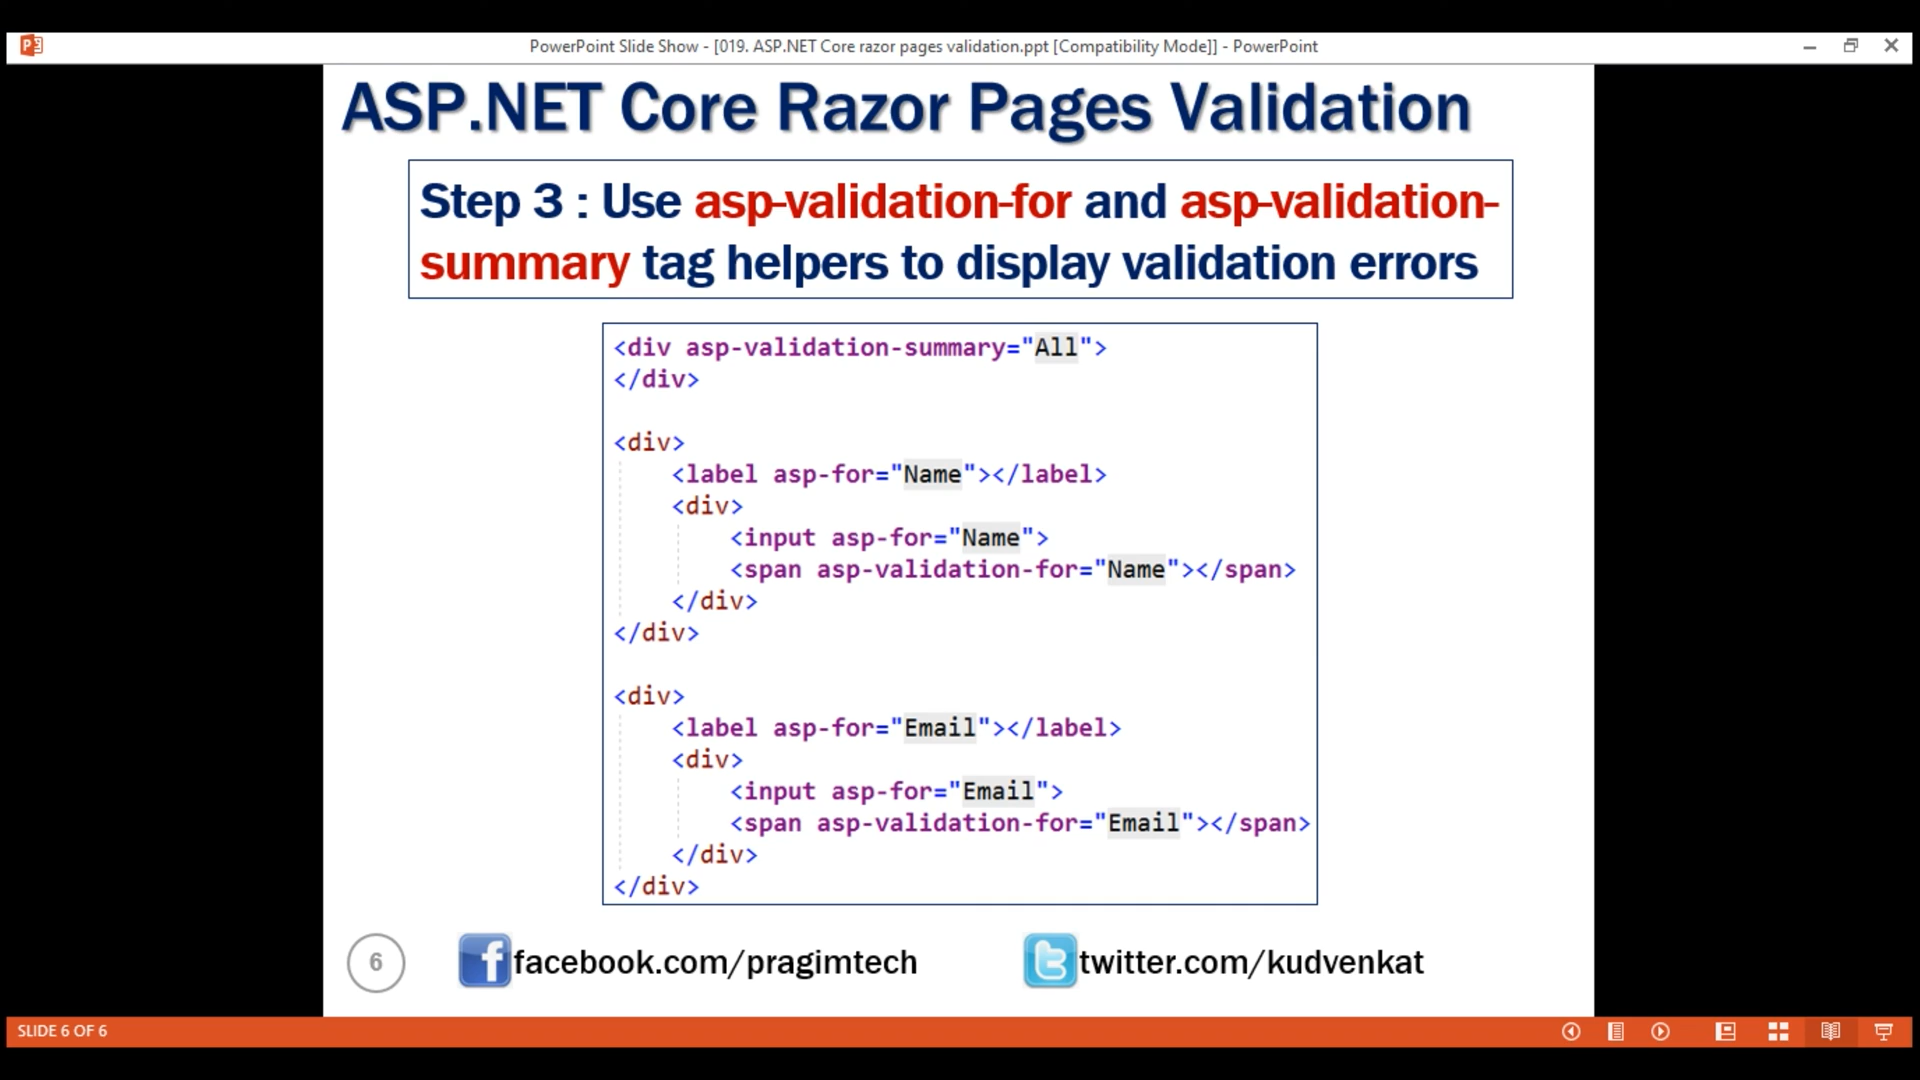 PowerPoint Slide Show - [019. ASP.NET Core razor pages validation.ppt [Compatibility Mode]] - PowerPoint
ASP.NET Core Razor Pages Validation
Step 3 : Use asp-validation-for and asp-validation-
summary tag helpers to display validation errors
<div asp-validation-summary="All">
</div>
<div>
<label asp-for="Name"></label>
<div>
<input asp-for="Name">
<span asp-validation-for="Name"></span>
</div>
</div>
<div>
<label asp-for="Email"></label>
<div>
<input asp-for="Email">
<span asp-validation-for="Email"></span>
</div>
</div>
6
facebook.com/pragimtech
twitter.com/kudvenkat
SLIDE 6 OF 6